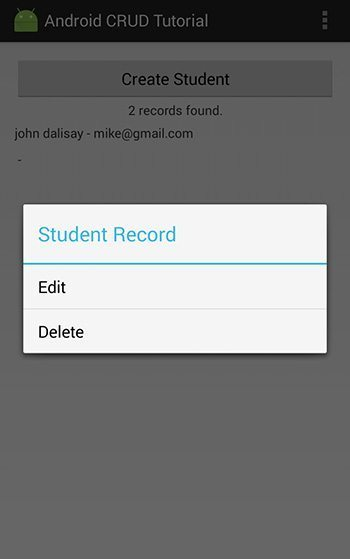 Android CRUD Tutorial
Create Student
2 records found.
john dalisay - mike@gmail.com
-
Student Record
Edit
Delete